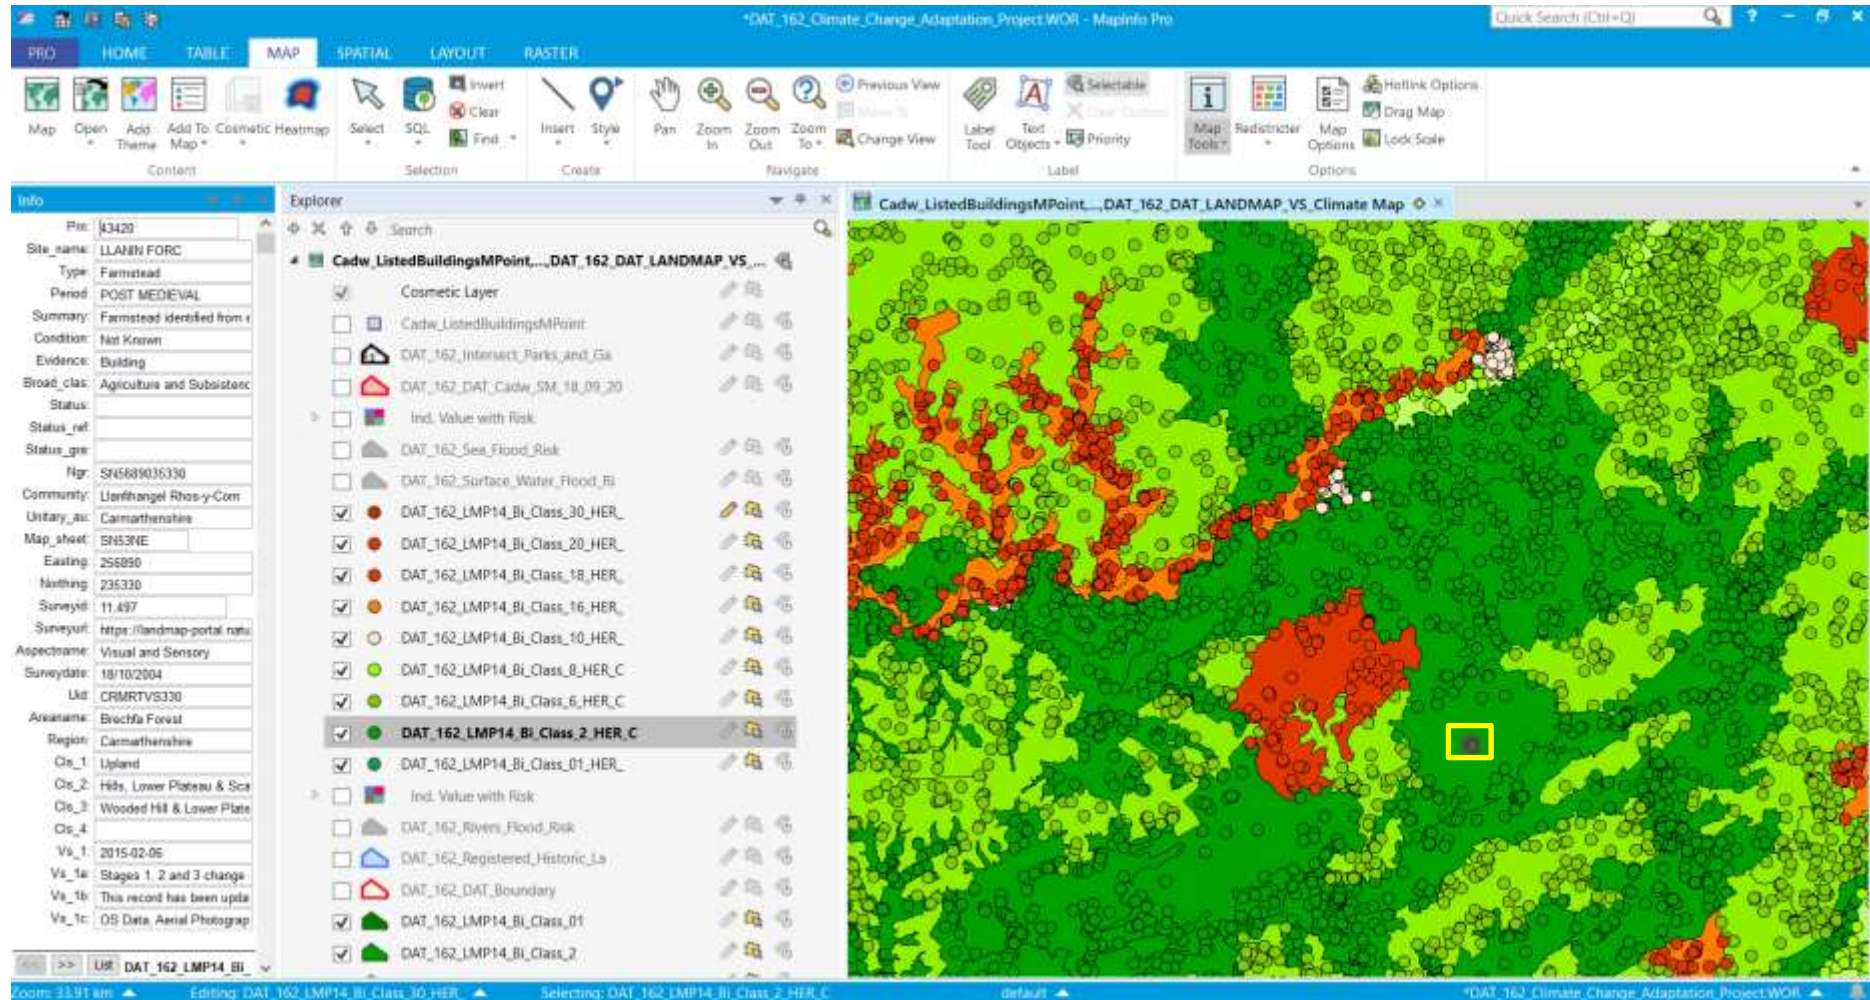 *DAT_162_Climate_Change_Adaptation_Project.WOR - MapInfo Pro
Quick Search (Ctrl+Q)
PRO HOME TABLE MAP SPATIAL LAYOUT RASTER
Map
Open
Add Theme
Add To Map
Cosmetic
Heatmap
Content
Select
SQL
Invert
Clear
Find
Selection
Insert
Style
Create
Pan
Zoom In
Zoom Out
Zoom To
Previous View
Change View
Navigate
Label Tool
Text Objects
Selectable
Priority
Label
Map Tools
Redistricter
Map Options
Hotlink Options
Drag Map
Lock Scale
Options
Info
Prn: 43420
Site_name: LLANIN FORC
Type: Farmstead
Period: POST MEDIEVAL
Summary: Farmstead identified from
Condition: Not Known
Evidence: Building
Broad_clas: Agriculture and Subsistenc
Status:
Status_ref:
Status_gra:
Ngr: SN5689035330
Community: Llanfihangel Rhos-y-Corn
Unitary_au: Carmarthenshire
Map_sheet: SN53NE
Easting: 256890
Northing: 235330
Surveyid: 11.497
Surveyurl: https://landmap-portal.natu
Aspectname: Visual and Sensory
Surveydate: 18/10/2004
Uid: CRMRTVS330
Areaname: Brechfa Forest
Region: Carmarthenshire
Cls_1: Upland
Cls_2: Hills, Lower Plateau & Sca
Cls_3: Wooded Hill & Lower Plate
Cls_4:
Vs_1: 2015-02-06
Vs_1a: Stages 1, 2 and 3 change
Vs_1b: This record has been upda
Vs_1c: OS Data, Aerial Photograp
<< >> List DAT_162_LMP14_Bi_
Explorer
Search
Cadw_ListedBuildingsMPoint,...,DAT_162_DAT_LANDMAP_VS_...
Cosmetic Layer
Cadw_ListedBuildingsMPoint
DAT_162_Intersect_Parks_and_Ga
DAT_162_DAT_Cadw_SM_18_09_20
Ind. Value with Risk
DAT_162_Sea_Flood_Risk
DAT_162_Surface_Water_Flood_Ri
DAT_162_LMP14_Bi_Class_30_HER_
DAT_162_LMP14_Bi_Class_20_HER_
DAT_162_LMP14_Bi_Class_18_HER_
DAT_162_LMP14_Bi_Class_16_HER_
DAT_162_LMP14_Bi_Class_10_HER_
DAT_162_LMP14_Bi_Class_8_HER_C
DAT_162_LMP14_Bi_Class_6_HER_C
DAT_162_LMP14_Bi_Class_2_HER_C
DAT_162_LMP14_Bi_Class_01_HER_
Ind. Value with Risk
DAT_162_Rivers_Flood_Risk
DAT_162_Registered_Historic_La
DAT_162_DAT_Boundary
DAT_162_LMP14_Bi_Class_01
DAT_162_LMP14_Bi_Class_2
Cadw_ListedBuildingsMPoint,...,DAT_162_DAT_LANDMAP_VS_Climate Map
Zoom: 33.91 km
Editing: DAT_162_LMP14_Bi_Class_30_HER_
Selecting: DAT_162_LMP14_Bi_Class_2_HER_C
default
*DAT_162_Climate_Change_Adaptation_Project.WOR